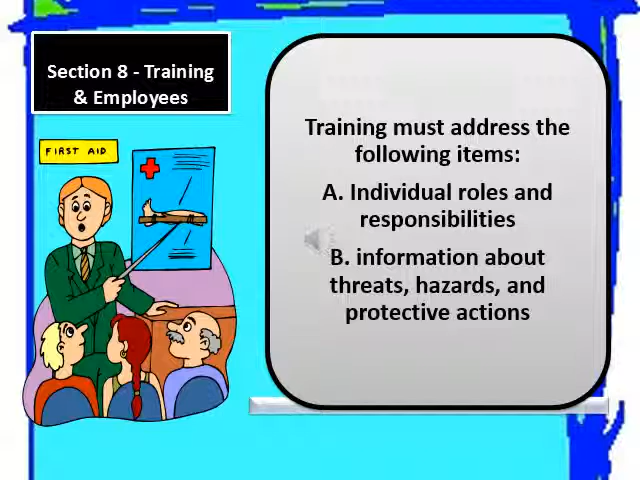 Section 8 - Training
& Employees
FIRST AID
Training must address the
following items:
A. Individual roles and
responsibilities
B. information about
threats, hazards, and
protective actions